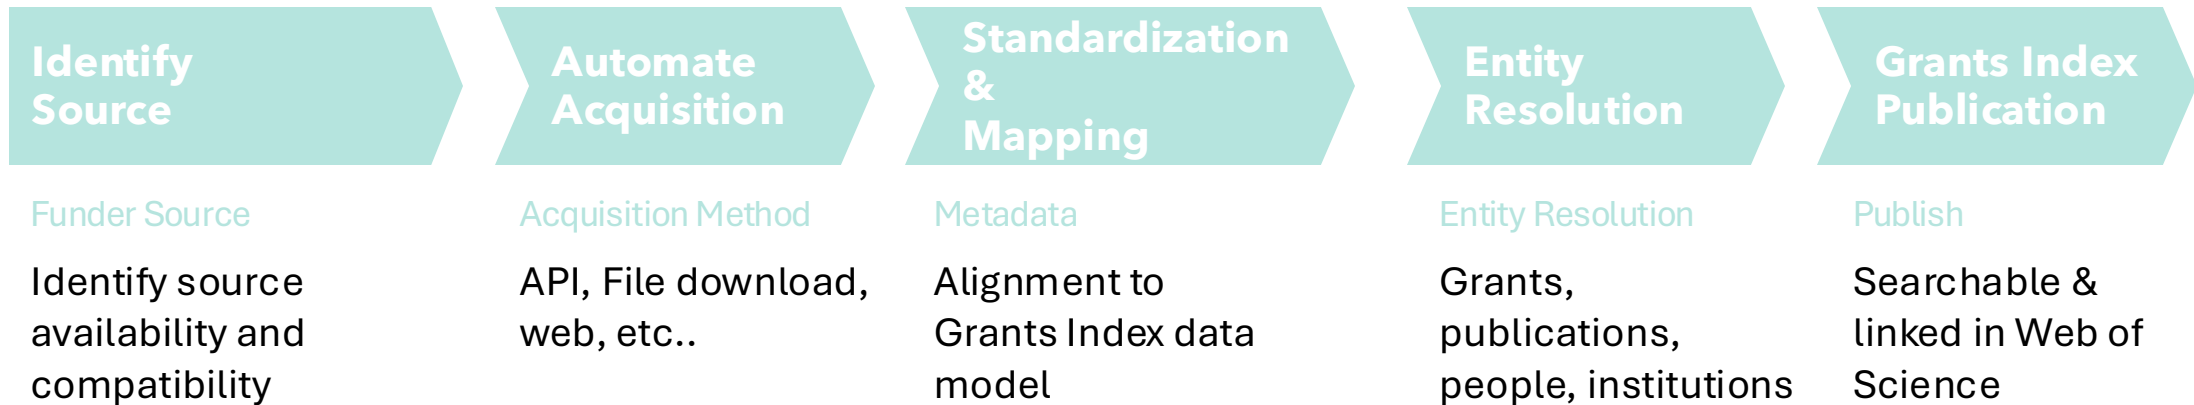 Identify
Source
Automate
Acquisition
Standardization
&
Mapping
Entity
Resolution
Grants Index
Publication
Funder Source
Identify source
availability and
compatibility
Acquisition Method
API, File download,
web, etc..
Metadata
Alignment to
Grants Index data
model
Entity Resolution
Grants,
publications,
people, institutions
Publish
Searchable &
linked in Web of
Science